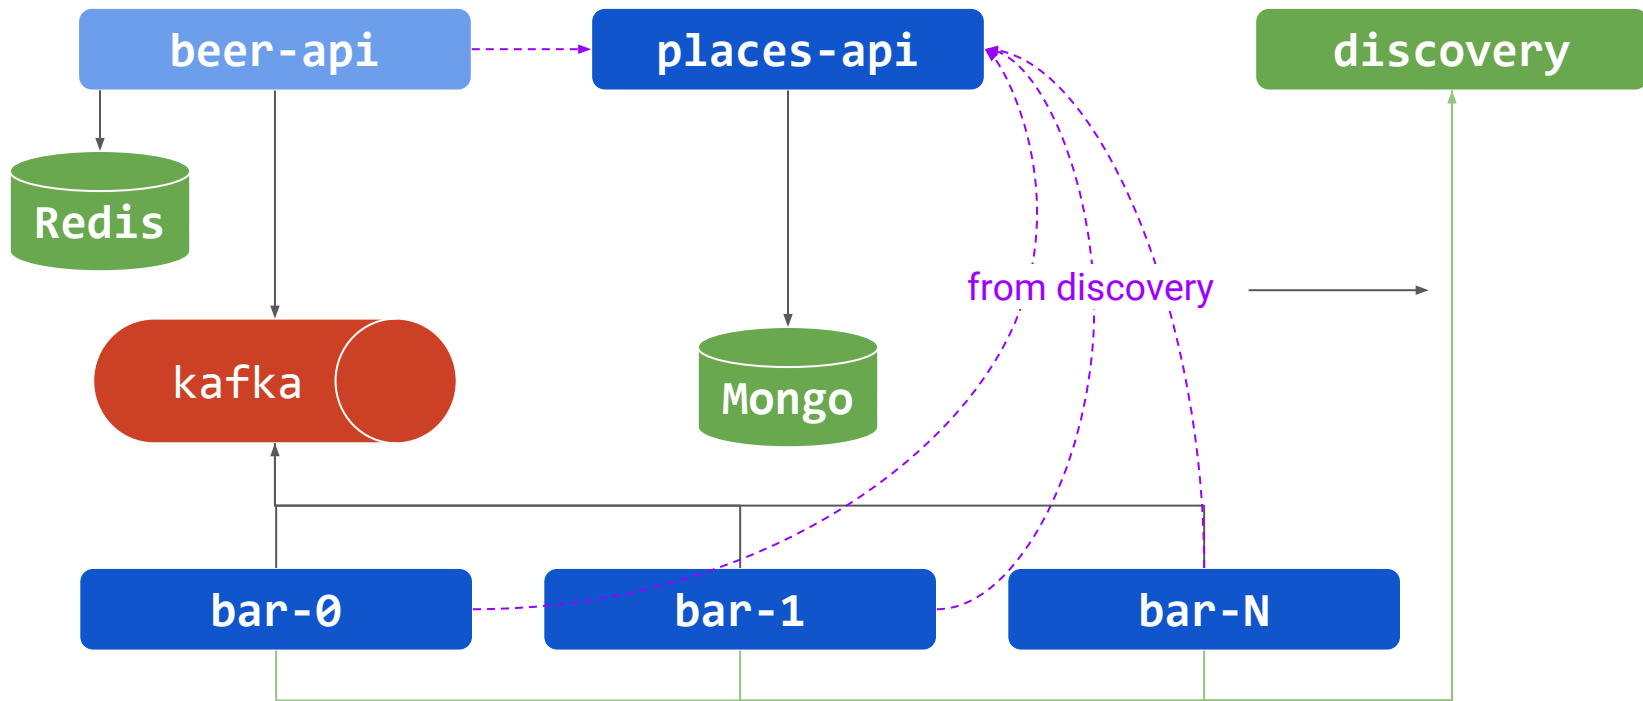 beer-api
places-api
discovery
Redis
from discovery
kafka
Mongo
bar-0
bar-1
bar-N